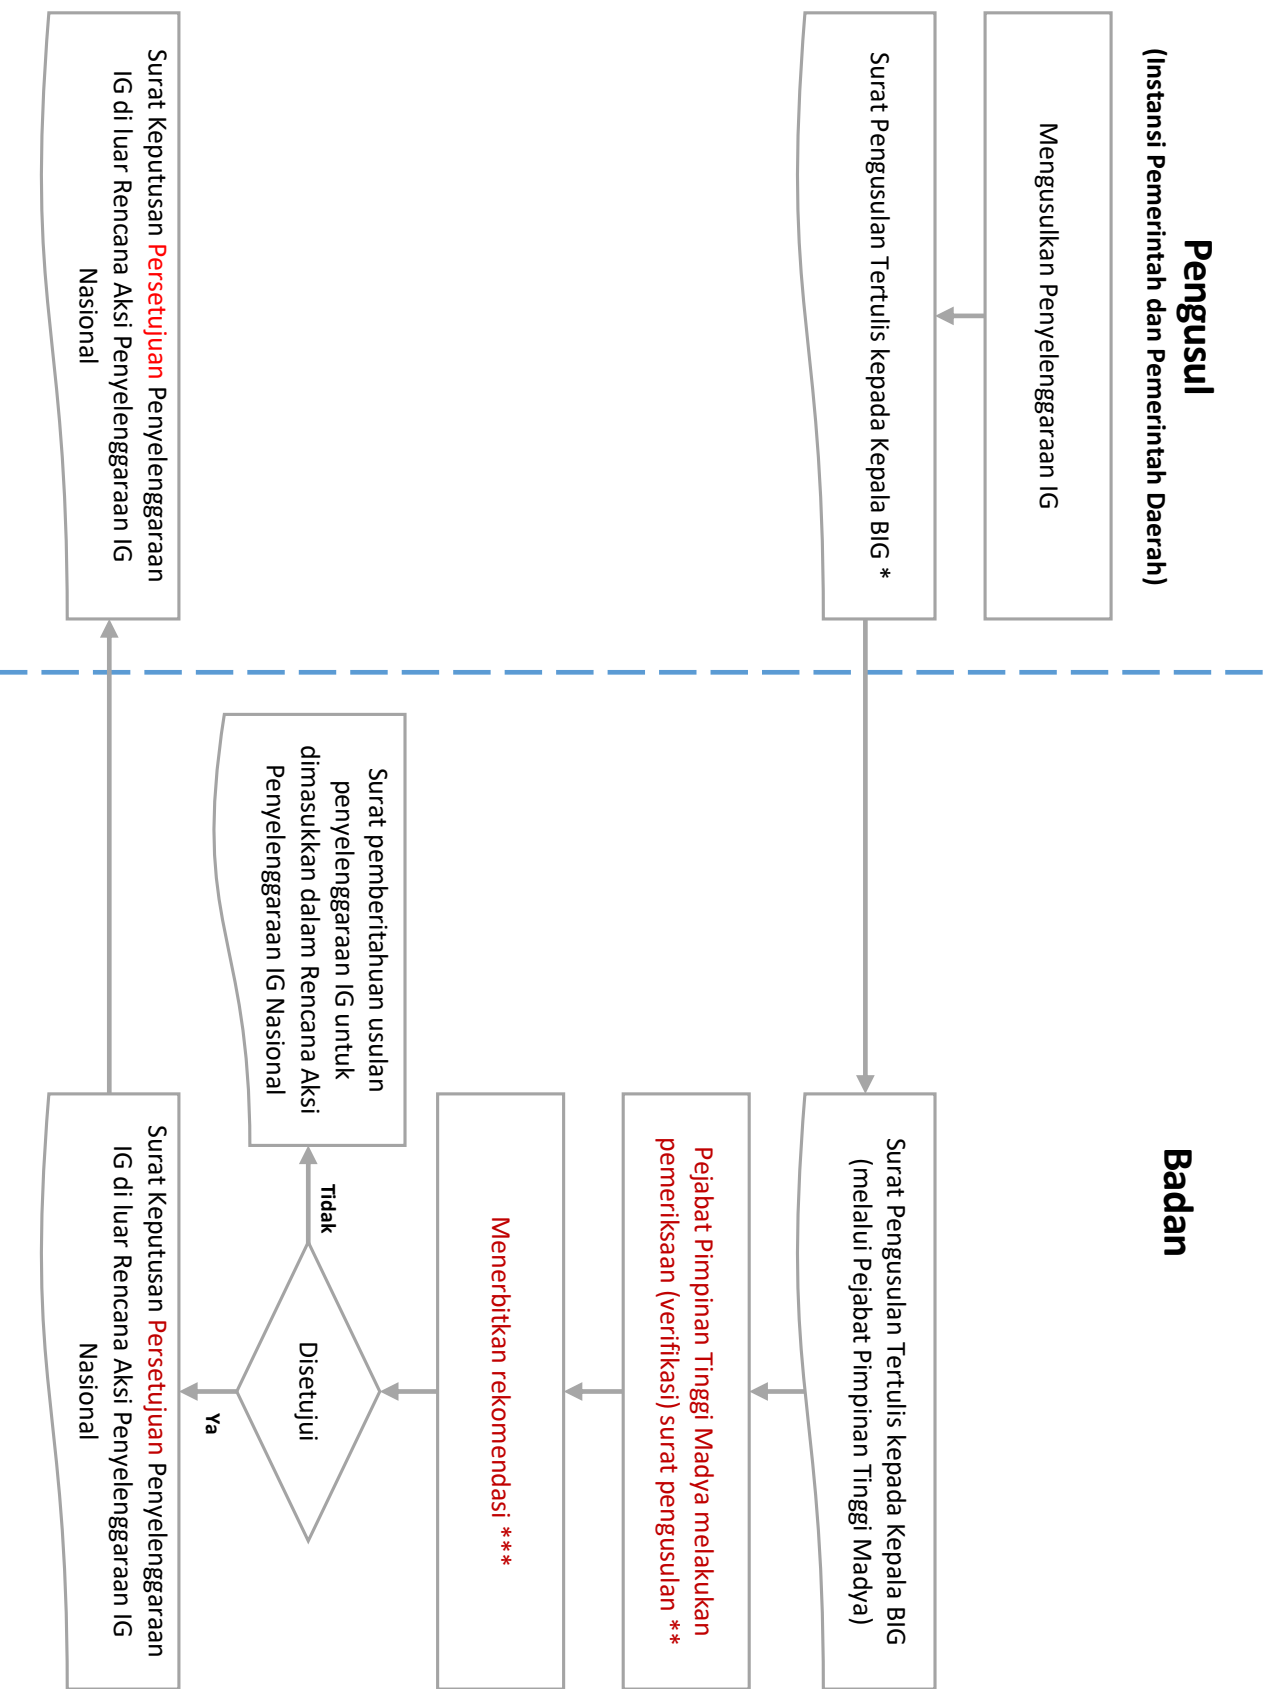 Pengusul
(Instansi Pemerintah dan Pemerintah Daerah)
Mengusulkan Penyelenggaraan IG
Surat Pengusulan Tertulis kepada Kepala BIG *
Surat Keputusan Persetujuan Penyelenggaraan
IG di luar Rencana Aksi Penyelenggaraan IG
Nasional
Badan
Surat Pengusulan Tertulis kepada Kepala BIG
(melalui Pejabat Pimpinan Tinggi Madya)
Pejabat Pimpinan Tinggi Madya melakukan
pemeriksaan (verifikasi) surat pengusulan **
Menerbitkan rekomendasi ***
Disetujui
Tidak
Surat pemberitahuan usulan
penyelenggaraan IG untuk
dimasukkan dalam Rencana Aksi
Penyelenggaraan IG Nasional
Ya
Surat Keputusan Persetujuan Penyelenggaraan
IG di luar Rencana Aksi Penyelenggaraan IG
Nasional